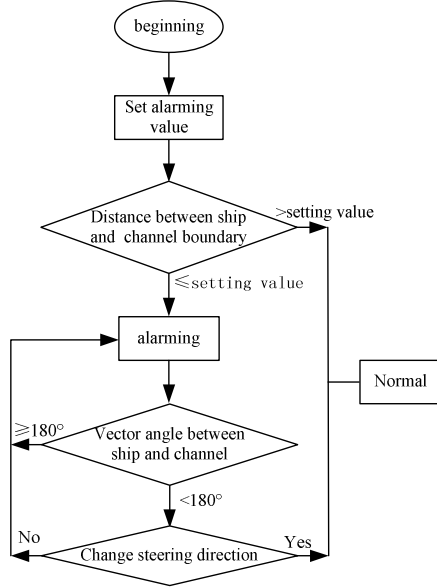 beginning
Set alarming
value
Distance between ship
and channel boundary
>setting value
≤setting value
alarming
Normal
≥180°
Vector angle between
ship and channel
<180°
No
Change steering direction
Yes